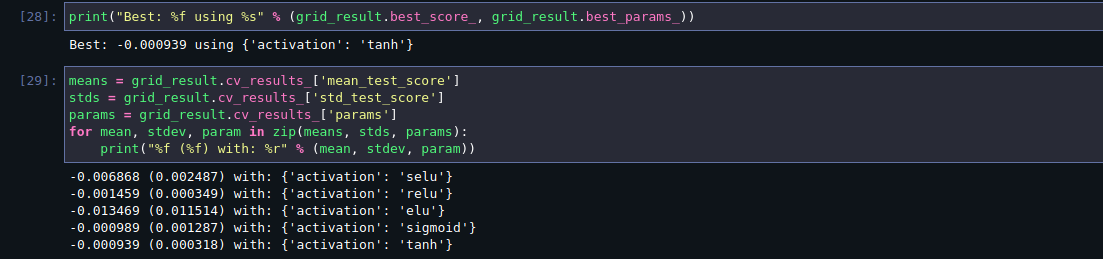 [28]: print("Best: %f using %s" % (grid_result.best_score_, grid_result.best_params_))
Best: -0.000939 using {'activation': 'tanh'}
[29]: means = grid_result.cv_results_['mean_test_score']
stds = grid_result.cv_results_['std_test_score']
params = grid_result.cv_results_['params']
for mean, stdev, param in zip(means, stds, params):
    print("%f (%f) with: %r" % (mean, stdev, param))
-0.006868 (0.002487) with: {'activation': 'selu'}
-0.001459 (0.000349) with: {'activation': 'relu'}
-0.013469 (0.011514) with: {'activation': 'elu'}
-0.000989 (0.001287) with: {'activation': 'sigmoid'}
-0.000939 (0.000318) with: {'activation': 'tanh'}